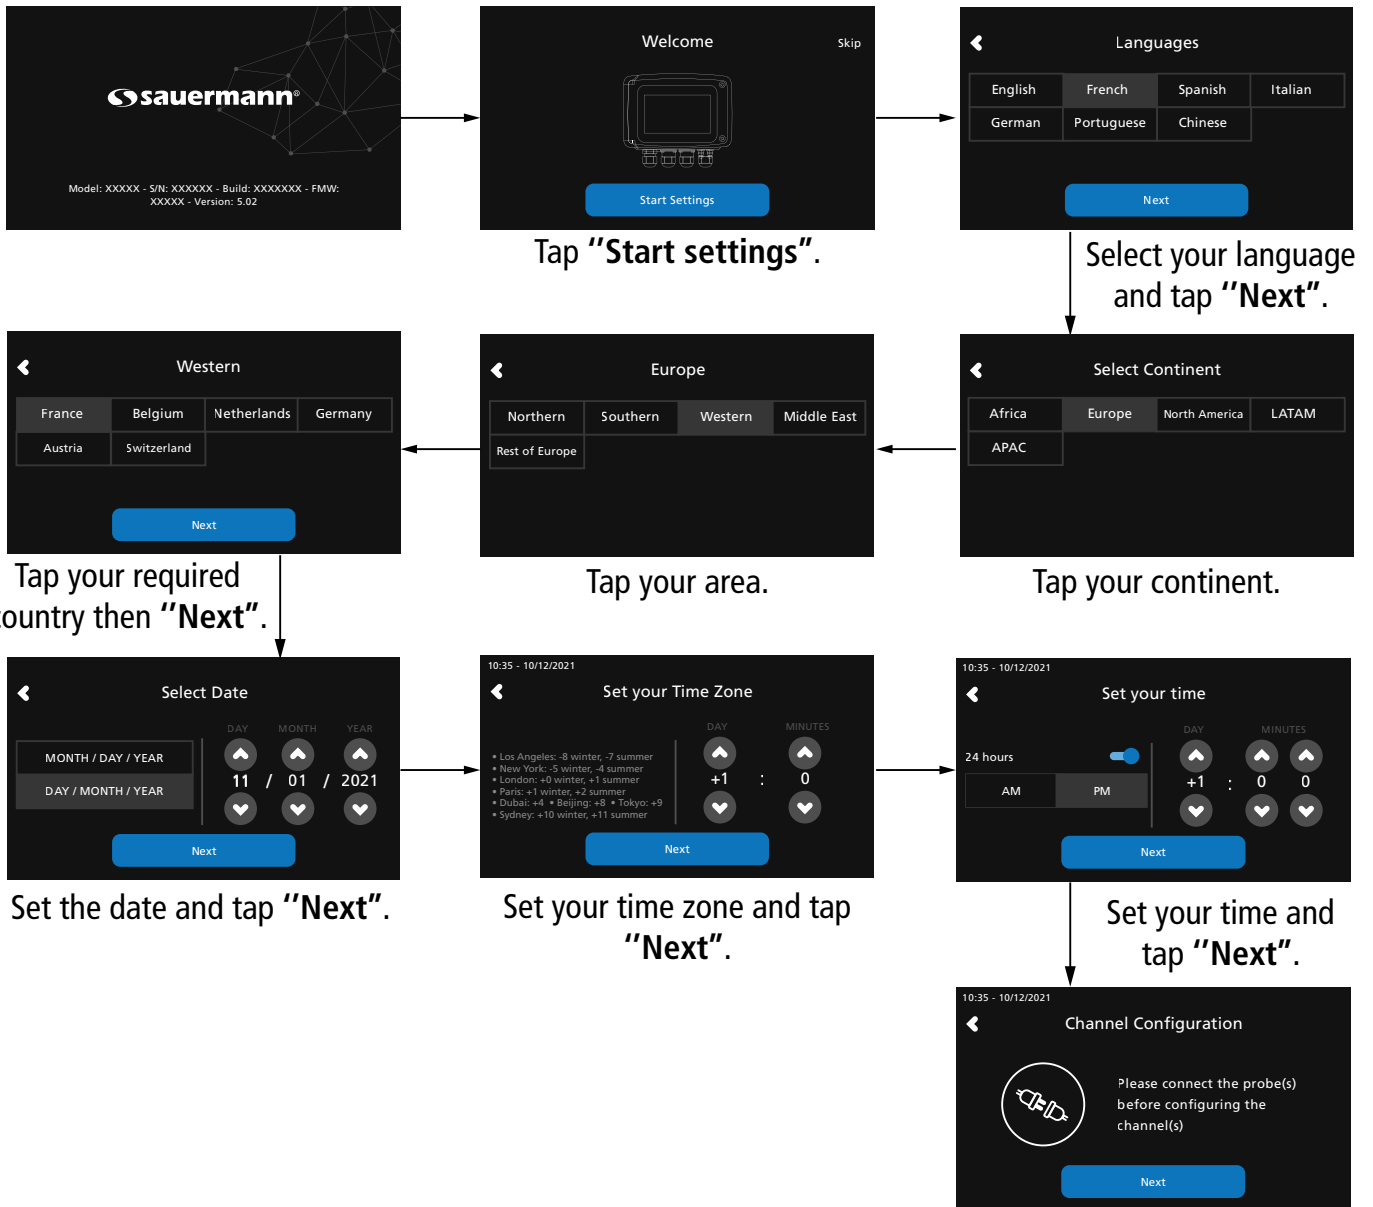 sauermann®
Model: XXXXX - S/N: XXXXXX - Build: XXXXXXX - FMW:
XXXXX - Version: 5.02
Welcome
Skip
Start Settings
Tap ‘‘Start settings”.
Languages
English French Spanish Italian
German Portuguese Chinese
Next
Select your language
and tap ‘‘Next”.
Select Continent
Africa Europe North America LATAM
APAC
Tap your continent.
Europe
Northern Southern Western Middle East
Rest of Europe
Tap your area.
Western
France Belgium Netherlands Germany
Austria Switzerland
Next
Tap your required
country then ‘‘Next”.
Select Date
DAY MONTH YEAR
MONTH / DAY / YEAR
DAY / MONTH / YEAR
11 / 01 / 2021
Next
Set the date and tap ‘‘Next”.
10:35 - 10/12/2021
Set your Time Zone
DAY MINUTES
• Los Angeles: -8 winter, -7 summer
• New York: -5 winter, -4 summer
• London: +0 winter, +1 summer
• Paris: +1 winter, +2 summer
• Dubai: +4 • Beijing: +8 • Tokyo: +9
• Sydney: +10 winter, +11 summer
+1 : 0
Next
Set your time zone and tap
‘‘Next”.
10:35 - 10/12/2021
Set your time
DAY MINUTES
24 hours
AM PM
+1 : 0 0
Next
Set your time and
tap ‘‘Next”.
10:35 - 10/12/2021
Channel Configuration
Please connect the probe(s)
before configuring the
channel(s)
Next